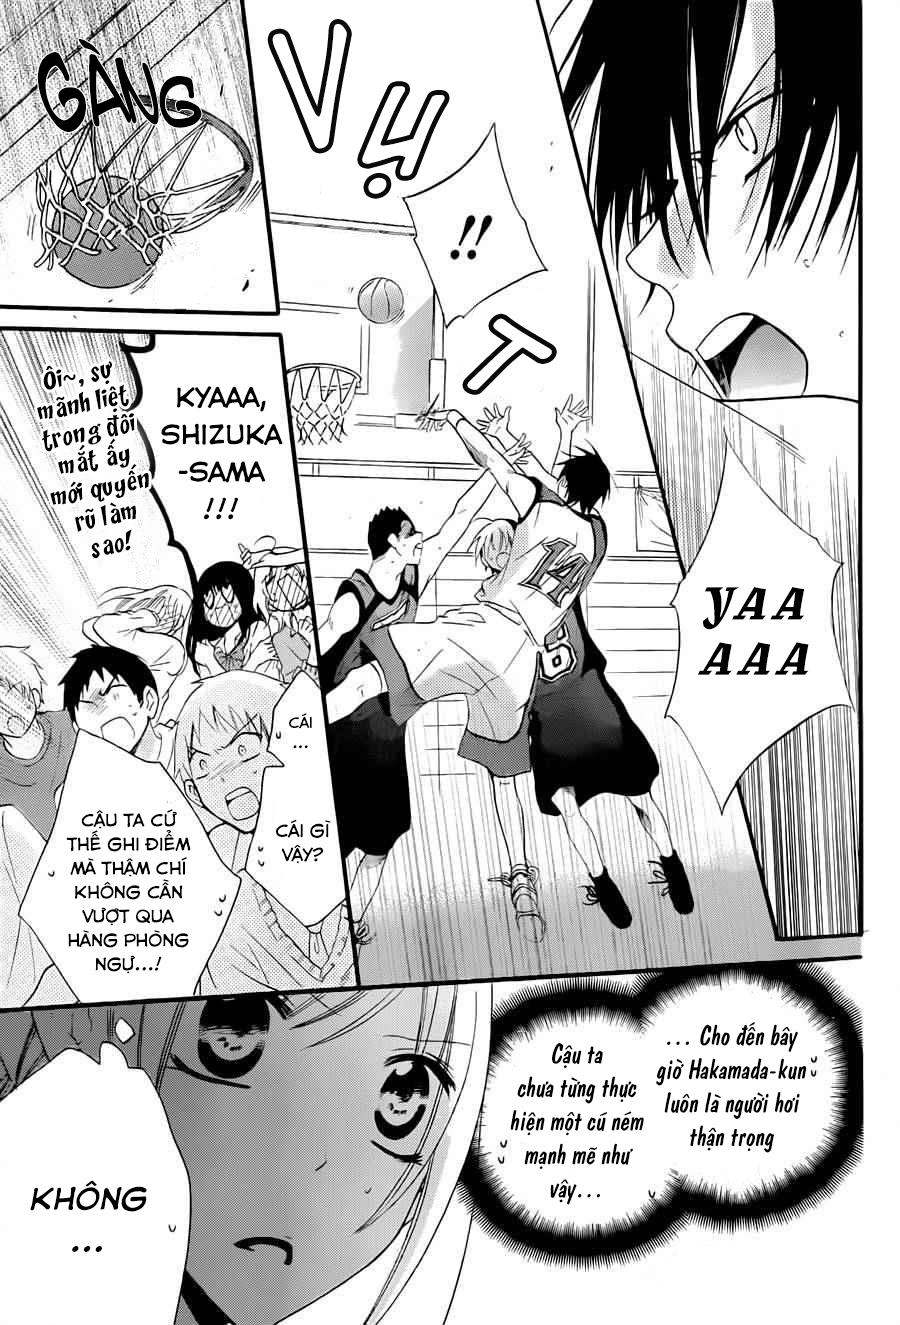 YAA
AAA
!!
VỤ
T
GÀNG
KYAAA,
SHIZUKA
-SAMA
!!!
Ôi~, sự
mãnh liệt
trong đôi
mắt ấy
mới quyến
rũ làm
sao!
CÁI
...
CÁI GÌ
VẬY?
CẬU TA CỨ
THẾ GHI ĐIỂM
MÀ THẬM CHÍ
KHÔNG CẦN
VƯỢT QUA
HÀNG PHÒNG
NGỰ...!
14
6
... Cho đến bây
giờ Hakamada-kun
luôn là người hơi
thận trọng
Cậu ta
chưa từng thực
hiện một cú ném
mạnh mẽ như
vậy...
KHÔNG
...